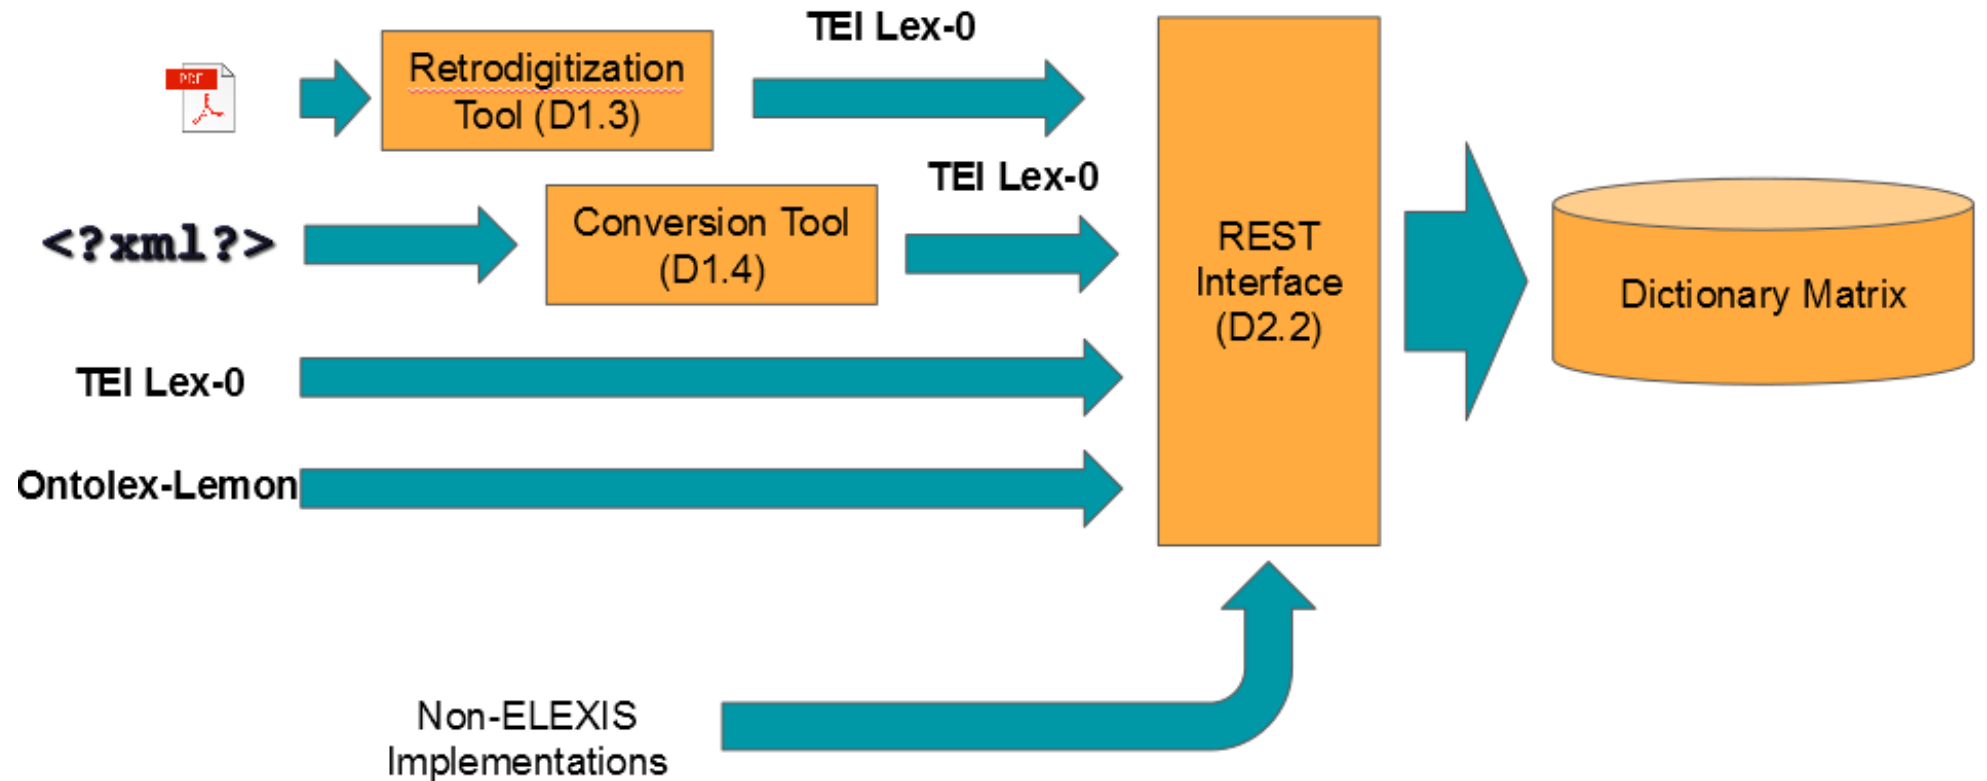 TEI Lex-0
PDF
Retrodigitization
Tool (D1.3)
TEI Lex-0
<?xml?>
Conversion Tool
(D1.4)
REST
Interface
(D2.2)
Dictionary Matrix
TEI Lex-0
Ontolex-Lemon
Non-ELEXIS
Implementations